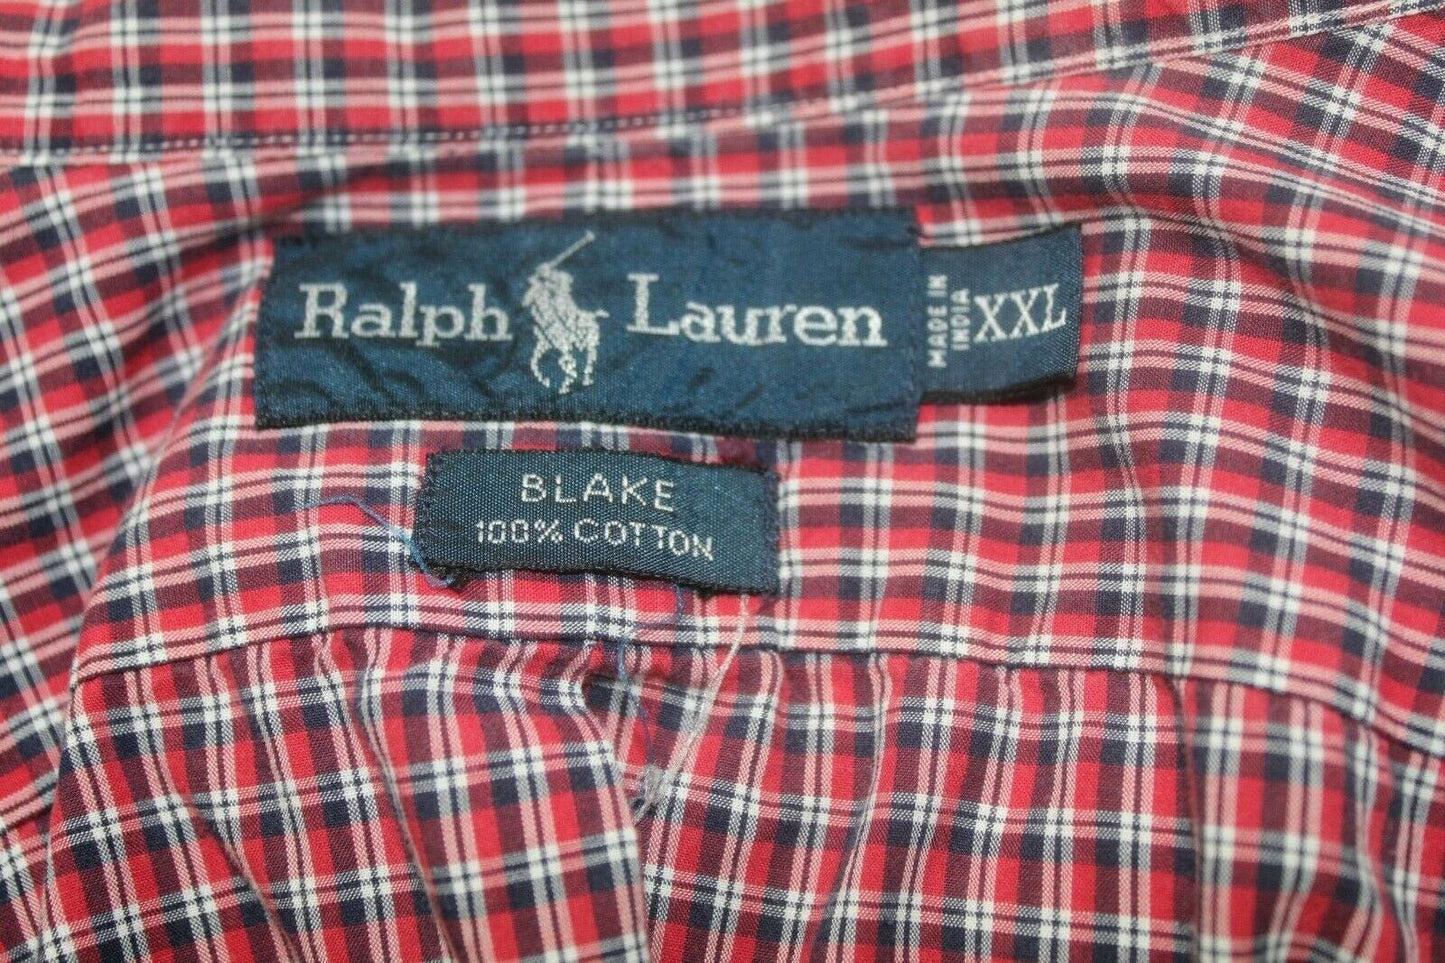 Ralph Lauren
MADE IN
INDIA
XXL
BLAKE
100% COTTON